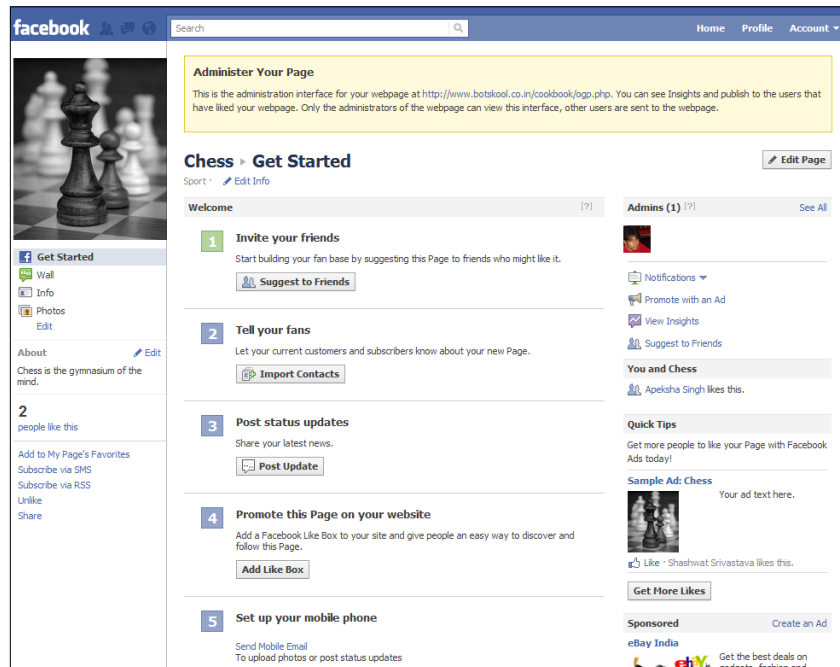 facebook
Search
Home Profile Account
Administer Your Page
This is the administration interface for your webpage at http://www.botskool.co.in/cookbook/ogp.php. You can see Insights and publish to the users that
have liked your webpage. Only the administrators of the webpage can view this interface, other users are sent to the webpage.
Chess Get Started
Edit Page
Sport · Edit Info
Get Started
Wall
Info
Photos
Edit
About Edit
Chess is the gymnasium of the
mind.
2
people like this
Add to My Page's Favorites
Subscribe via SMS
Subscribe via RSS
Unlike
Share
Welcome [?]
1 Invite your friends
Start building your fan base by suggesting this Page to friends who might like it.
Suggest to Friends
2 Tell your fans
Let your current customers and subscribers know about your new Page.
Import Contacts
3 Post status updates
Share your latest news.
Post Update
4 Promote this Page on your website
Add a Facebook Like Box to your site and give people an easy way to discover and
follow this Page.
Add Like Box
5 Set up your mobile phone
Send Mobile Email
To upload photos or post status updates
Admins (1) [?] See All
Notifications
Promote with an Ad
View Insights
Suggest to Friends
You and Chess
Apeksha Singh likes this.
Quick Tips
Get more people to like your Page with Facebook
Ads today!
Sample Ad: Chess
Your ad text here.
Like · Shashwat Srivastava likes this.
Get More Likes
Sponsored Create an Ad
eBay India
Get the best deals on